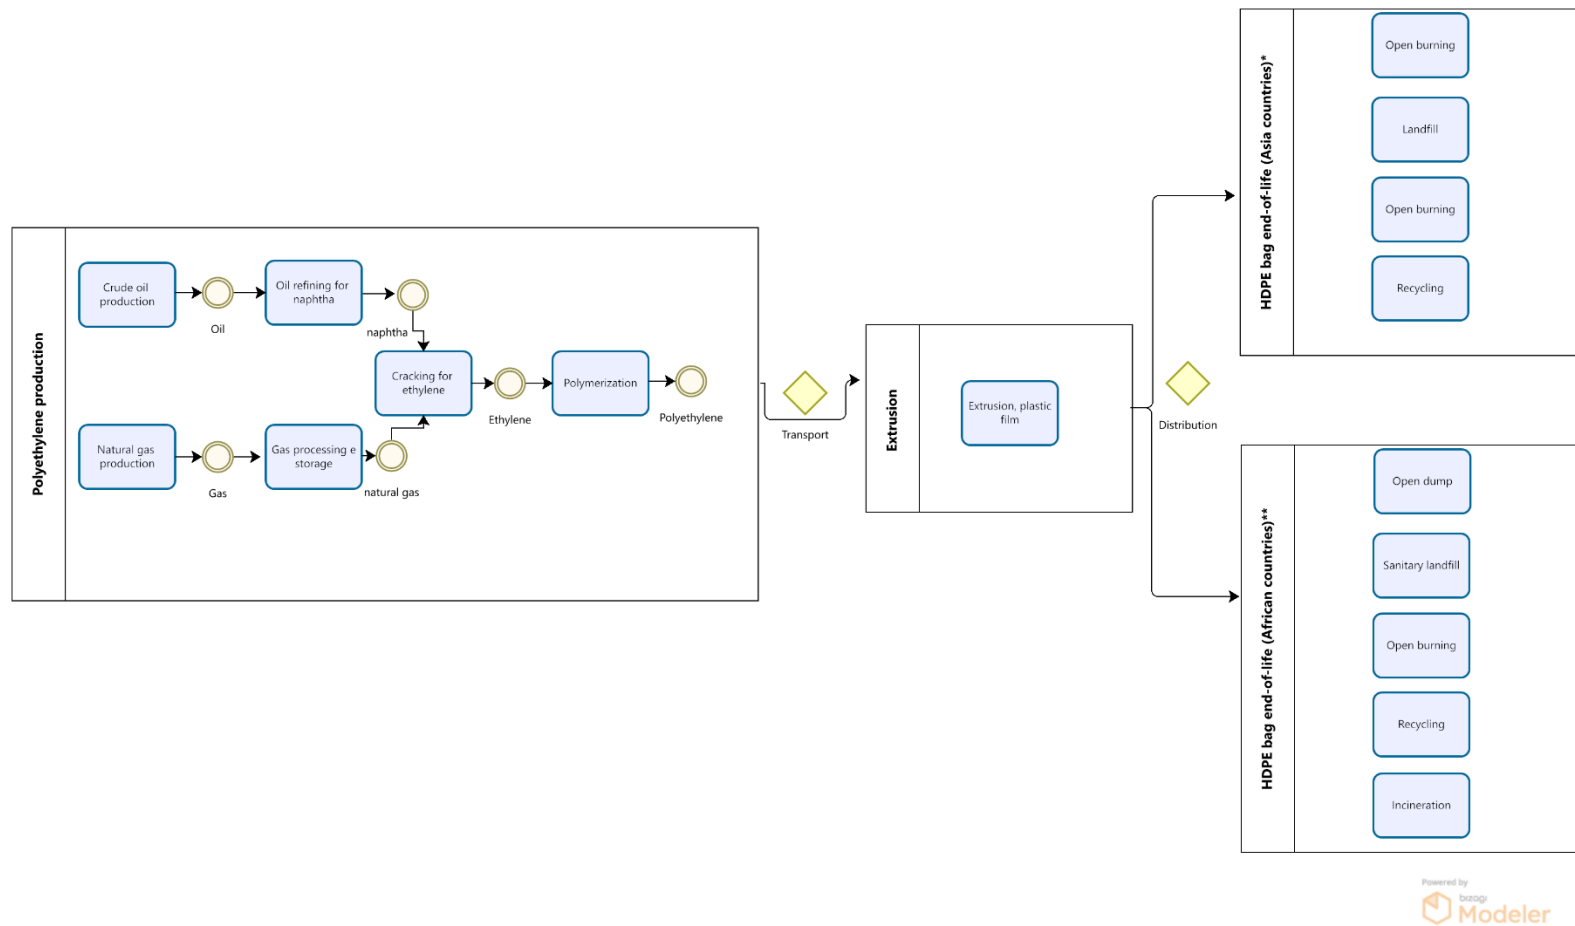 Polyethylene production
Crude oil
production
Oil
Oil refining for
naphtha
naphtha
Natural gas
production
Gas
Gas processing e
storage
natural gas
Cracking for
ethylene
Ethylene
Polymerization
Polyethylene
Transport
Extrusion
Extrusion, plastic
film
Distribution
HDPE bag end-of-life (Asia countries)*
Open burning
Landfill
Open burning
Recycling
HDPE bag end-of-life (African countries)**
Open dump
Sanitary landfill
Open burning
Recycling
Incineration
Powered by
bizagi
Modeler